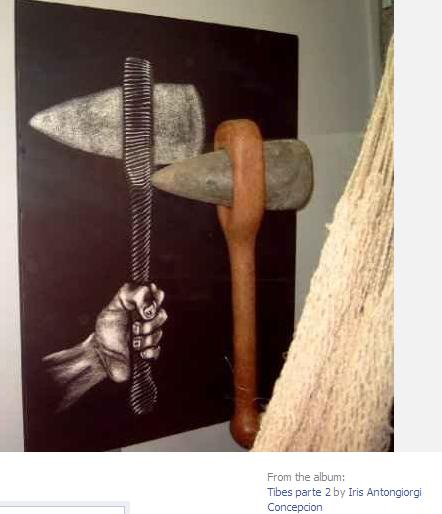 From the album:
Tibes parte 2 by Iris Antongiorgi
Concepcion